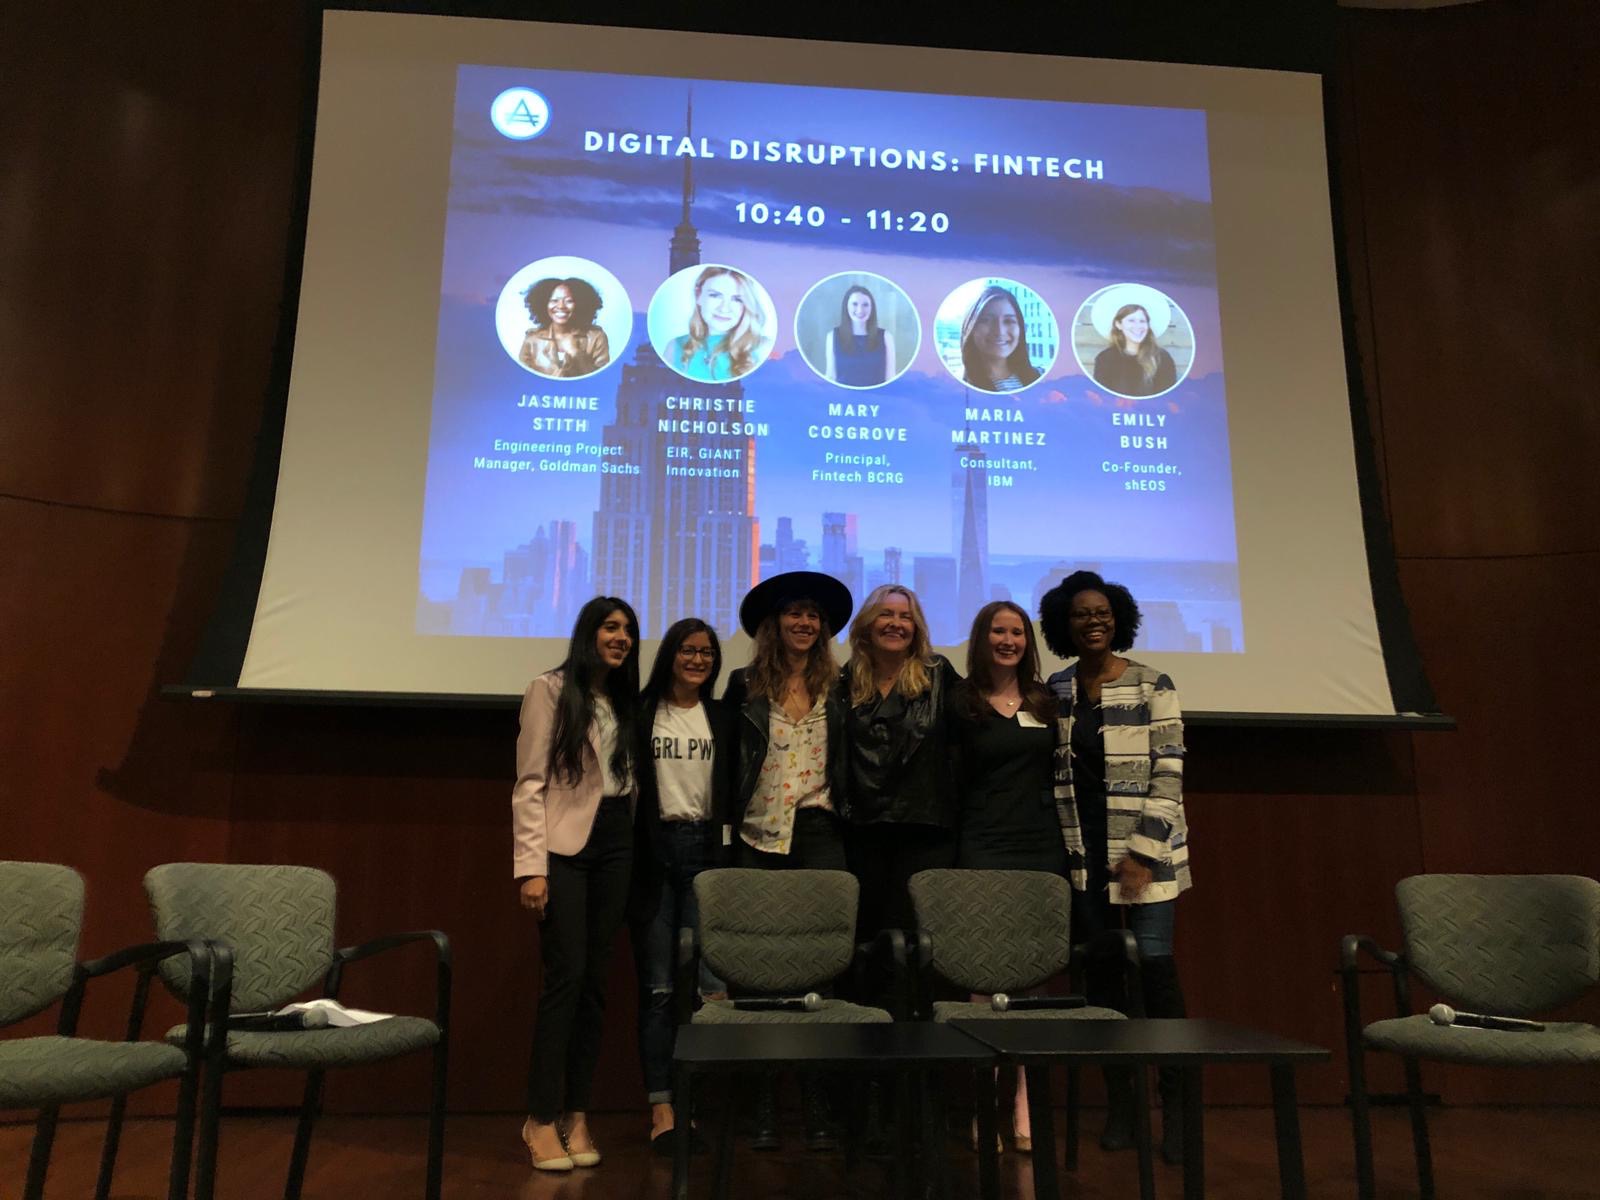 DIGITAL DISRUPTIONS: FINTECH
10:40 - 11:20
JASMINE
STITH
Engineering Project
Manager, Goldman Sachs
CHRISTIE
NICHOLSON
EIR, GIANT
Innovation
MARY
COSGROVE
Principal,
Fintech BCRG
MARIA
MARTINEZ
Consultant,
IBM
EMILY
BUSH
Co-Founder,
shEOS
GRL PW